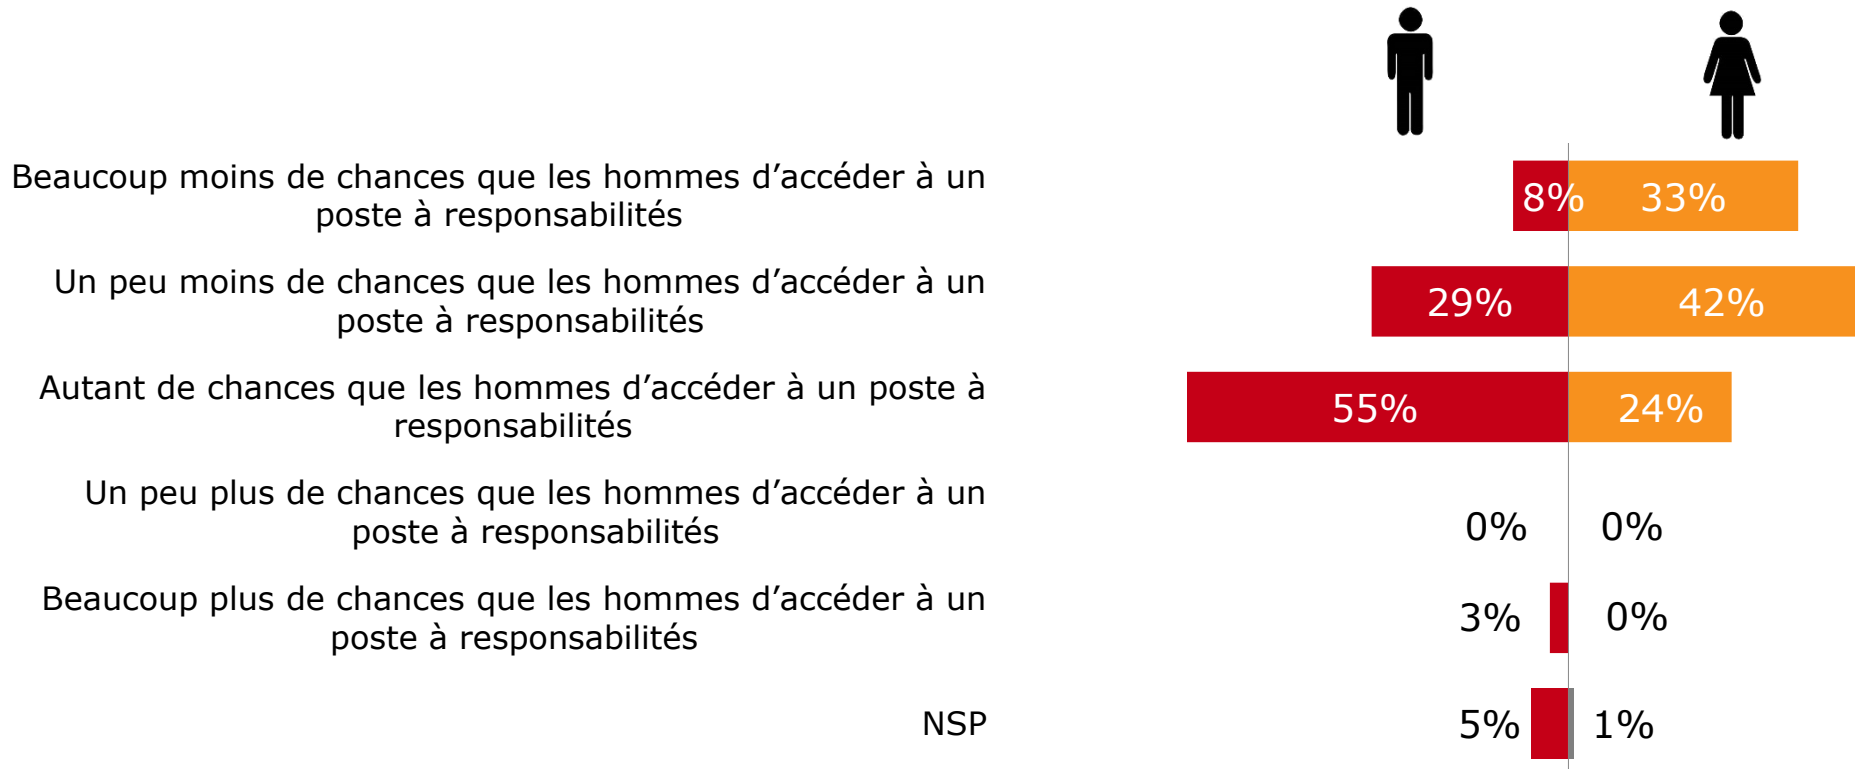 Beaucoup moins de chances que les hommes d’accéder à un
poste à responsabilités
8% 33%
Un peu moins de chances que les hommes d’accéder à un
poste à responsabilités
29% 42%
Autant de chances que les hommes d’accéder à un poste à
responsabilités
55% 24%
Un peu plus de chances que les hommes d’accéder à un
poste à responsabilités
0% 0%
Beaucoup plus de chances que les hommes d’accéder à un
poste à responsabilités
3% 0%
NSP
5% 1%